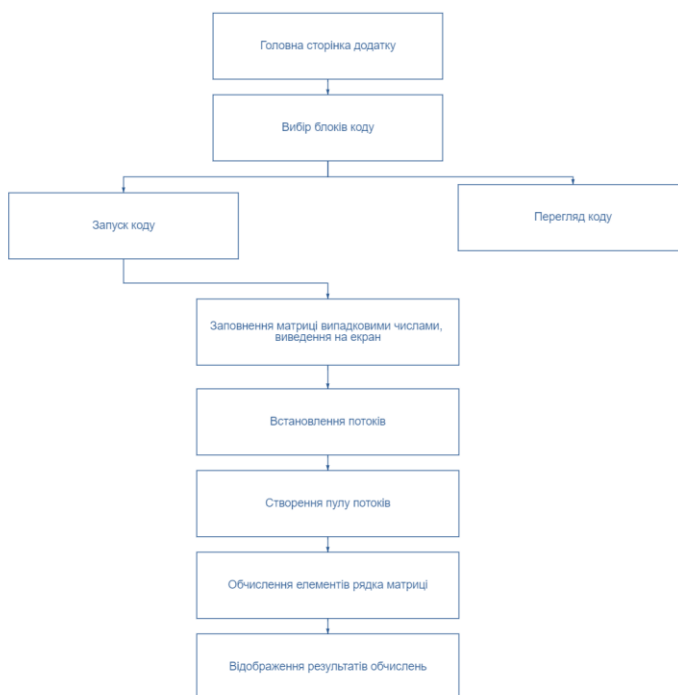 Головна сторінка додатку
Вибір блоків коду
Запуск коду
Перегляд коду
Заповнення матриці випадковими числами,
виведення на екран
Встановлення потоків
Створення пулу потоків
Обчислення елементів рядка матриці
Відображення результатів обчислень